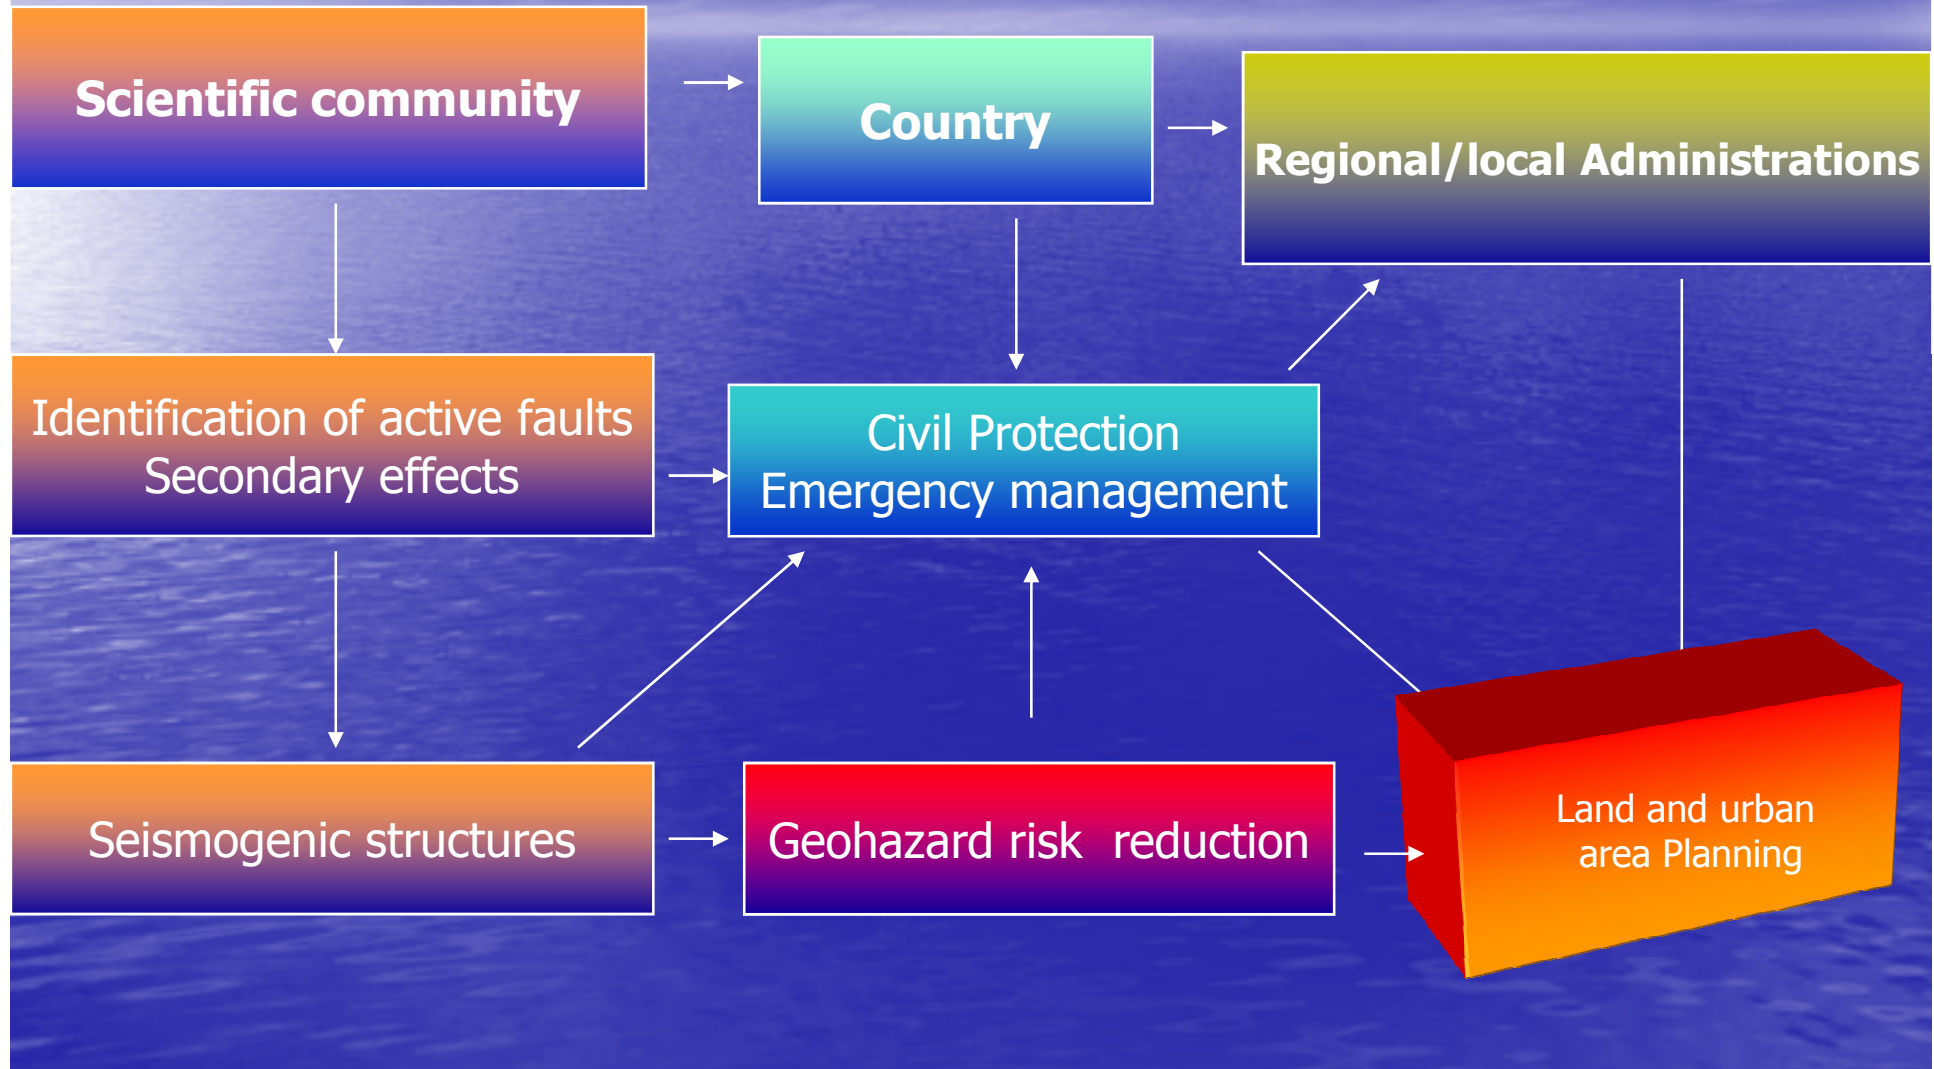 Scientific community
Country
Regional/local Administrations
Identification of active faults
Secondary effects
Civil Protection
Emergency management
Seismogenic structures
Geohazard risk  reduction
Land and urban
area Planning